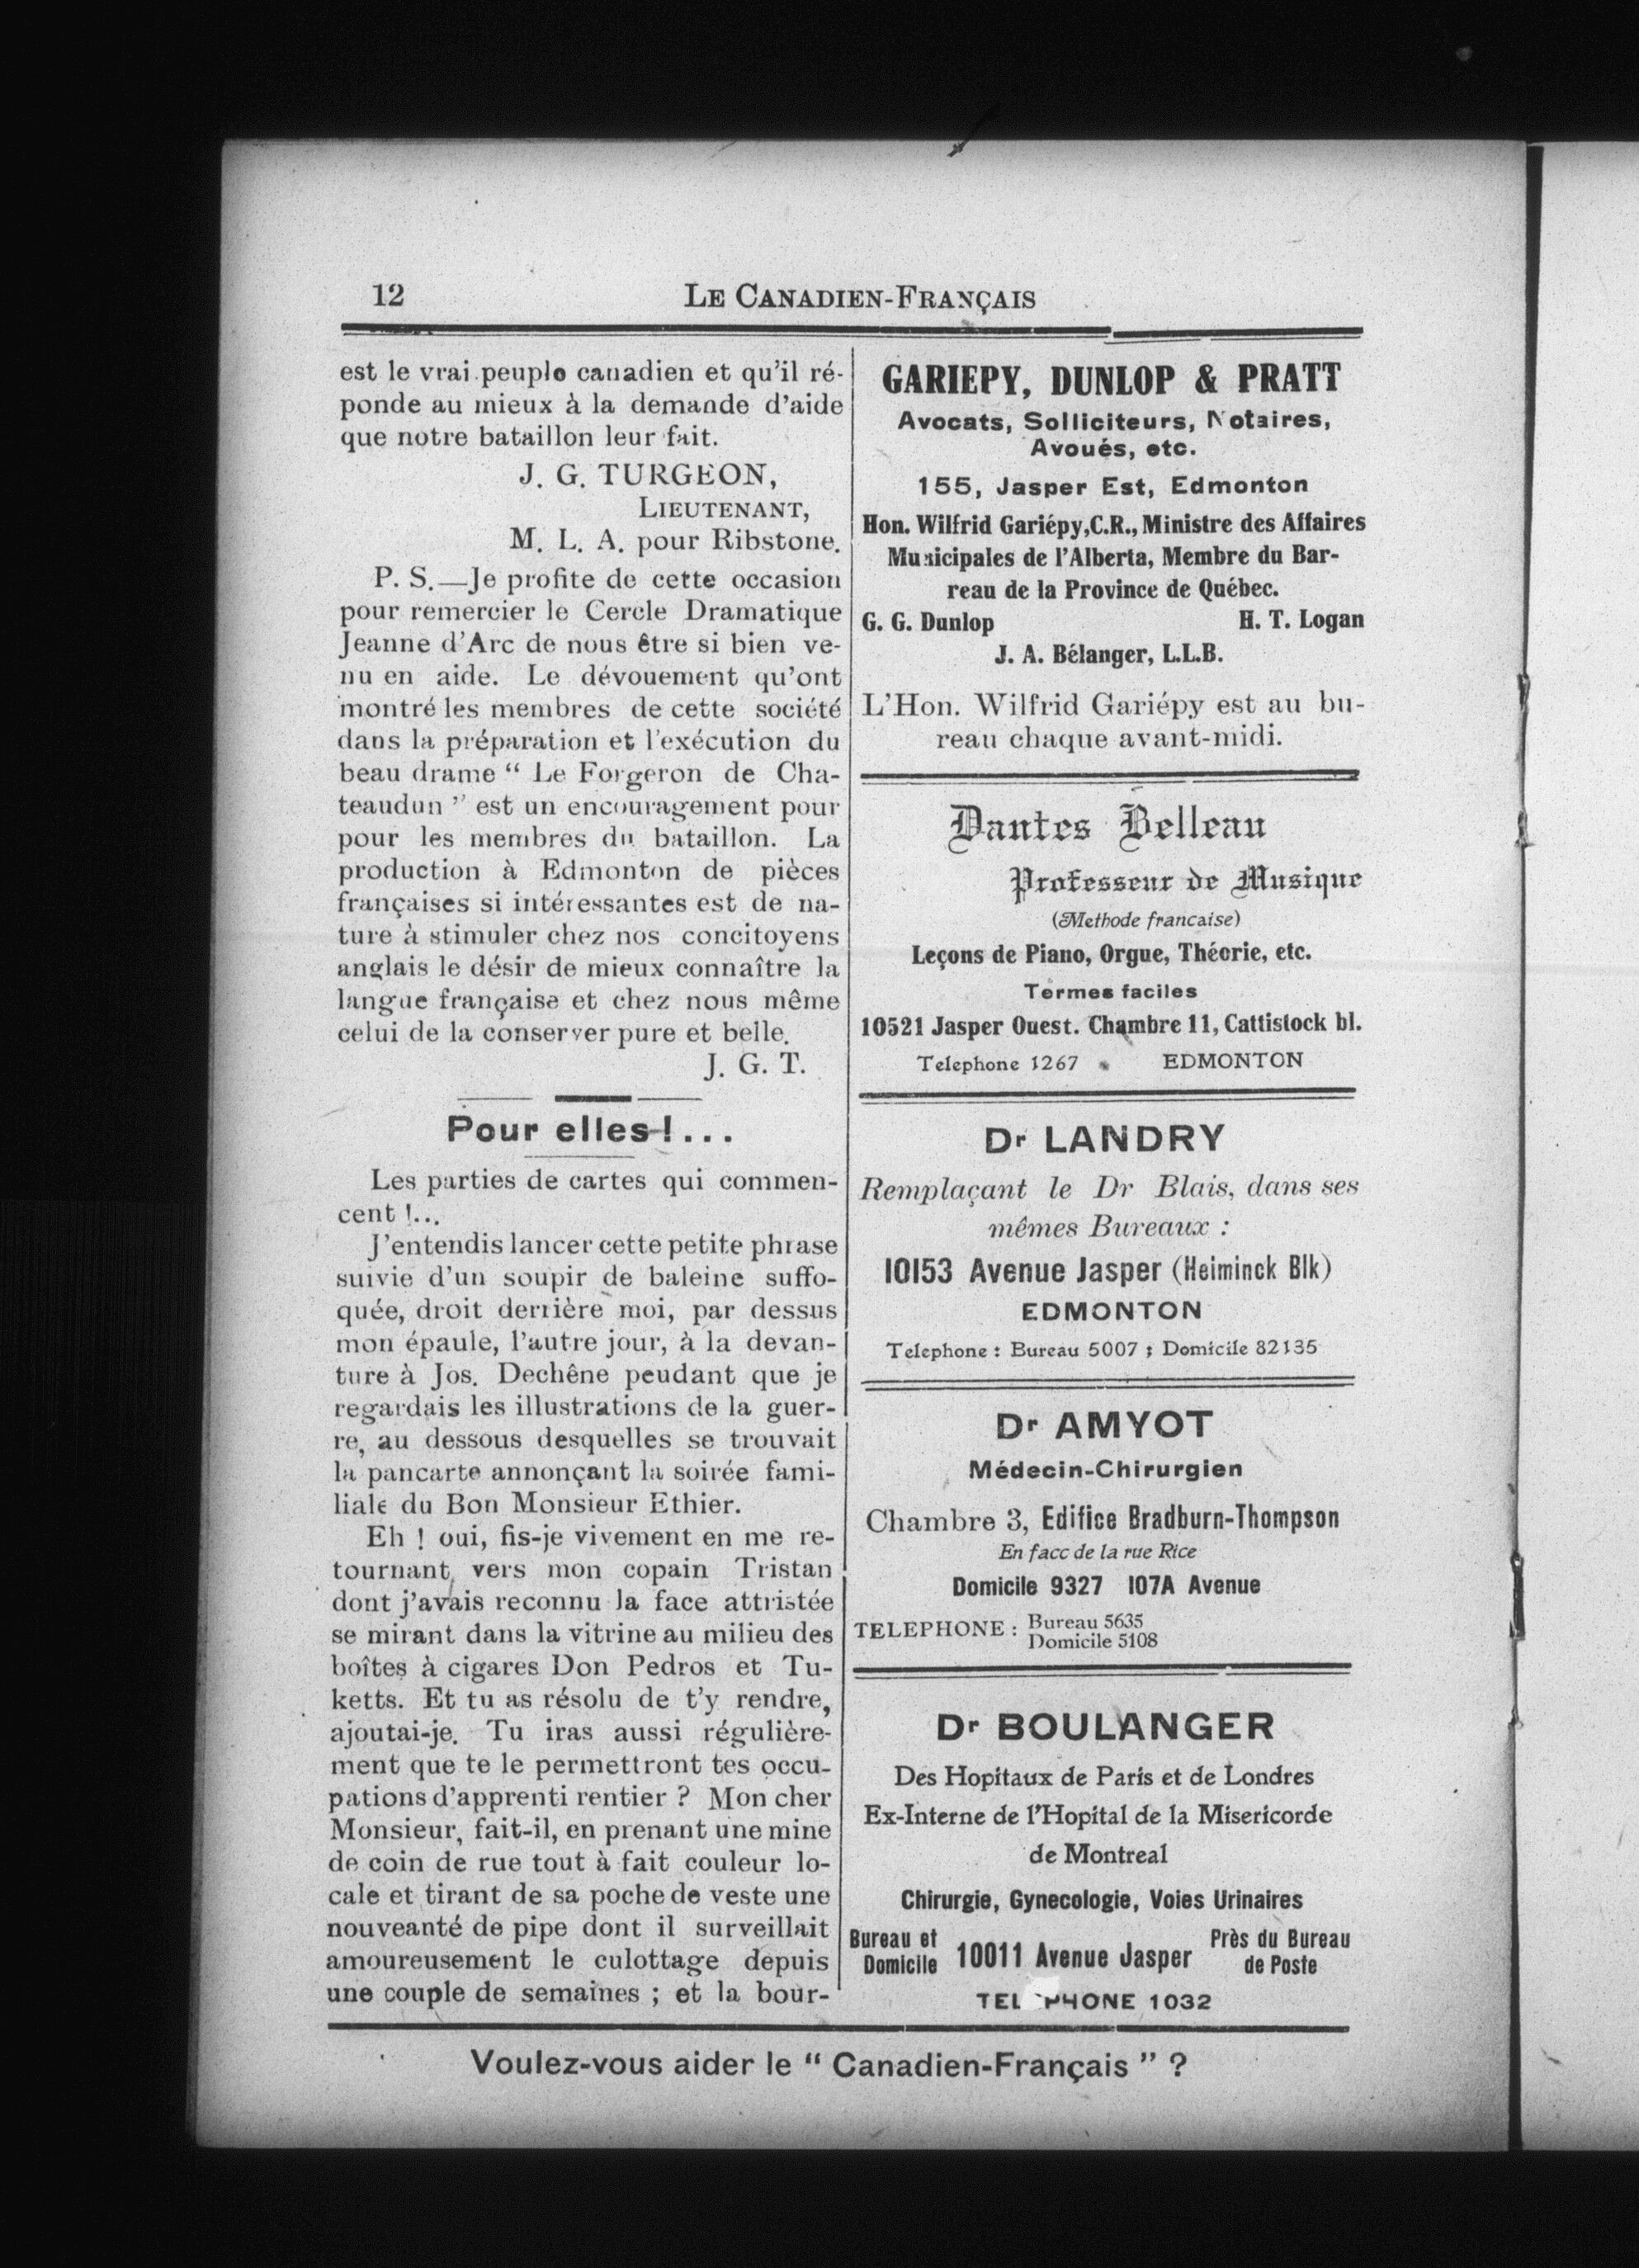 12
LE CANADIEN-FRANÇAIS
est le vrai peuple canadien et qu'il ré-
ponde au mieux à la demande d'aide
que notre bataillon leur fait.
J. G. TURGEON,
LIEUTENANT,
M. L. A. pour Ribstone.
P. S.—Je profite de cette occasion
pour remercier le Cercle Dramatique
Jeanne d'Arc de nous être si bien ve-
nu en aide. Le dévouement qu'ont
montré les membres de cette société
dans la préparation et l'exécution du
beau drame “ Le Forgeron de Cha-
teaudun ” est un encouragement pour
pour les membres du bataillon. La
production à Edmonton de pièces
françaises si intéressantes est de na-
ture à stimuler chez nos concitoyens
anglais le désir de mieux connaître la
langue française et chez nous même
celui de la conserver pure et belle.
J. G. T.
Pour elles !...
Les parties de cartes qui commen-
cent !...
J'entendis lancer cette petite phrase
suivie d'un soupir de baleine suffo-
quée, droit derrière moi, par dessus
mon épaule, l'autre jour, à la devan-
ture à Jos. Dechêne peudant que je
regardais les illustrations de la guer-
re, au dessous desquelles se trouvait
la pancarte annonçant la soirée fami-
liale du Bon Monsieur Ethier.
Eh ! oui, fis-je vivement en me re-
tournant vers mon copain Tristan
dont j'avais reconnu la face attristée
se mirant dans la vitrine au milieu des
boîtes à cigares Don Pedros et Tu-
ketts. Et tu as résolu de t'y rendre,
ajoutai-je. Tu iras aussi régulière-
ment que te le permettront tes occu-
pations d'apprenti rentier ? Mon cher
Monsieur, fait-il, en prenant une mine
de coin de rue tout à fait couleur lo-
cale et tirant de sa poche de veste une
nouveanté de pipe dont il surveillait
amoureusement le culottage depuis
une couple de semaines ; et la bour-
GARIEPY, DUNLOP & PRATT
Avocats, Solliciteurs, Notaires,
Avoués, etc.
155, Jasper Est, Edmonton
Hon. Wilfrid Gariépy,C.R., Ministre des Affaires
Municipales de l'Alberta, Membre du Bar-
reau de la Province de Québec.
G. G. Dunlop H. T. Logan
J. A. Bélanger, L.L.B.
L'Hon. Wilfrid Gariépy est au bu-
reau chaque avant-midi.
Dantes Belleau
Professeur de Musique
(Methode francaise)
Leçons de Piano, Orgue, Théorie, etc.
Termes faciles
10521 Jasper Ouest. Chambre 11, Cattistock bl.
Telephone 1267 EDMONTON
Dr LANDRY
Remplaçant le Dr Blais, dans ses
mêmes Bureaux :
10153 Avenue Jasper (Heiminck Blk)
EDMONTON
Telephone : Bureau 5007 ; Domicile 82135
Dr AMYOT
Médecin-Chirurgien
Chambre 3, Edifice Bradburn-Thompson
En face de la rue Rice
Domicile 9327 107A Avenue
TELEPHONE : Bureau 5635
Domicile 5108
Dr BOULANGER
Des Hopitaux de Paris et de Londres
Ex-Interne de l'Hopital de la Misericorde
de Montreal
Chirurgie, Gynecologie, Voies Urinaires
Bureau et Domicile 10011 Avenue Jasper Près du Bureau de Poste
TELEPHONE 1032
Voulez-vous aider le “ Canadien-Français ” ?